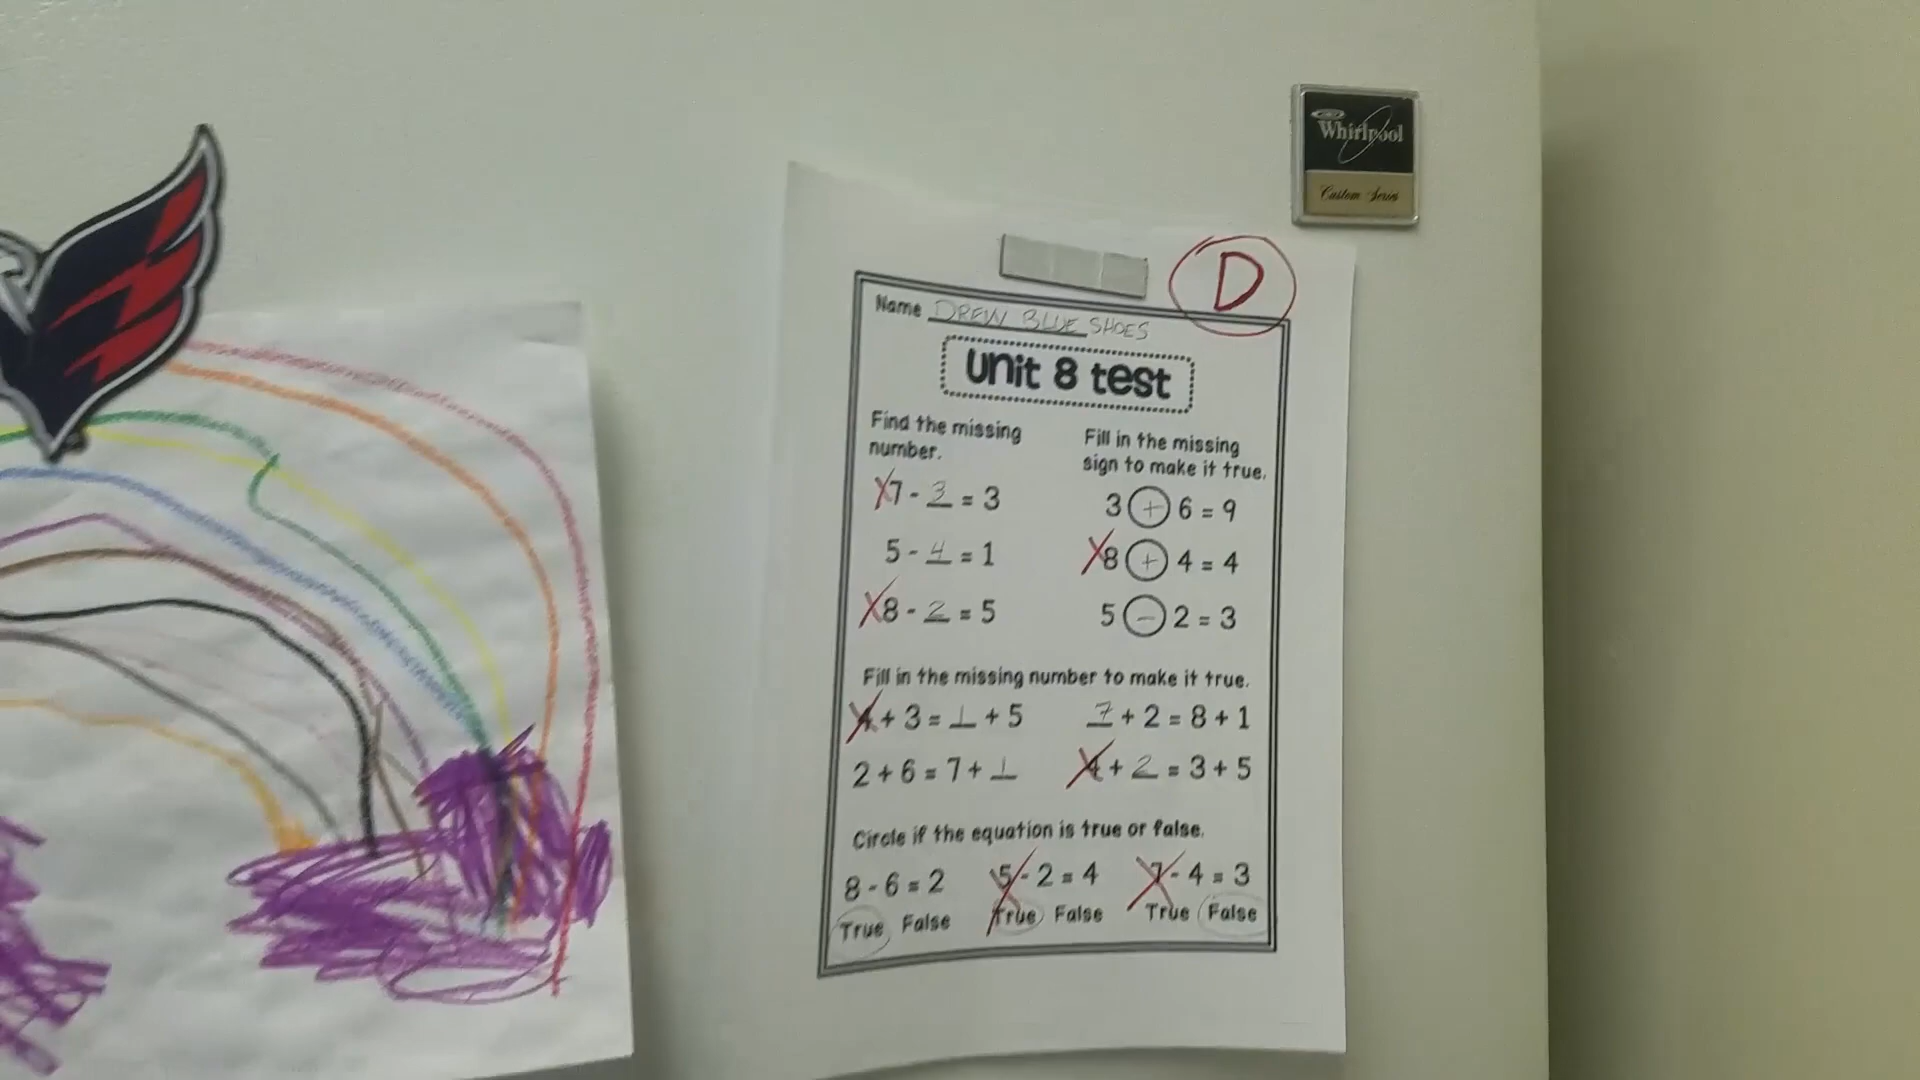 Whirlpool
Custom Series
D
Name DREW BLUE SHOES
Unit 8 test
Find the missing
number.
7 - 3 = 3
5 - 4 = 1
8 - 2 = 5
Fill in the missing
sign to make it true.
3 + 6 = 9
8 + 4 = 4
5 - 2 = 3
Fill in the missing number to make it true.
4 + 3 = 1 + 5
7 + 2 = 8 + 1
2 + 6 = 7 + 1
4 + 2 = 3 + 5
Circle if the equation is true or false.
8 - 6 = 2
True False
5 - 2 = 4
True False
7 - 4 = 3
True False